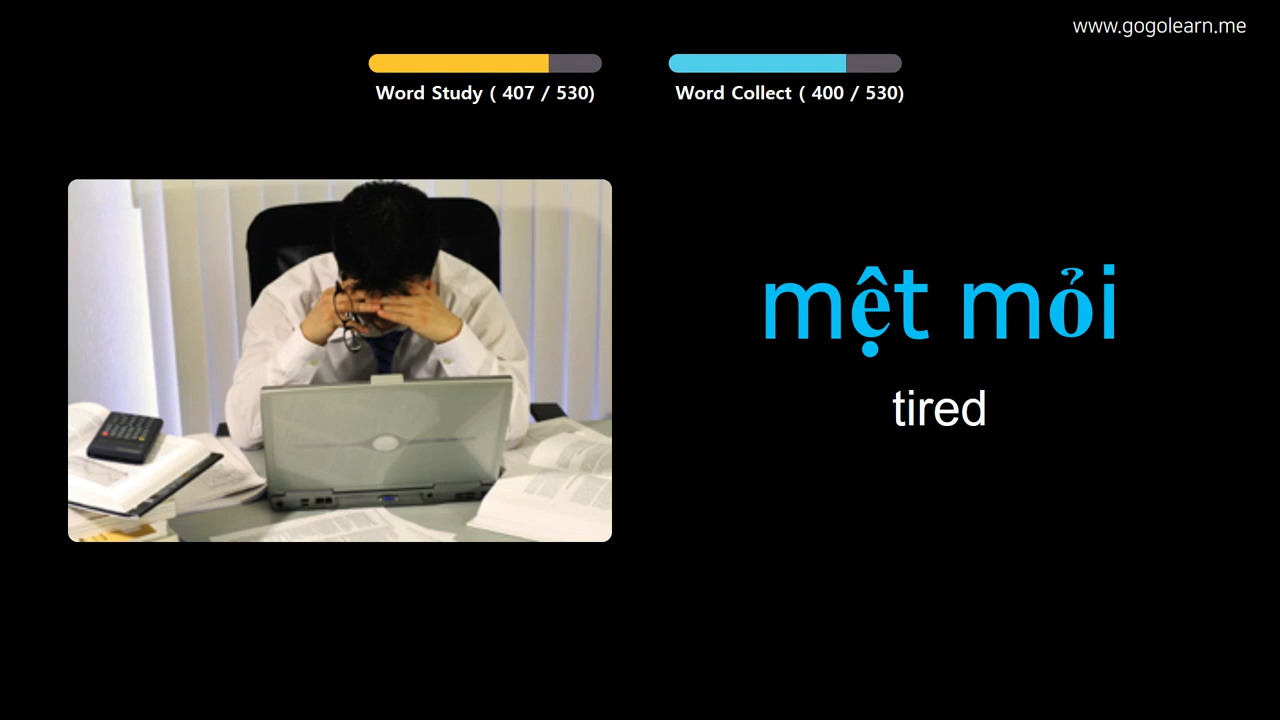 www.gogolearn.me
Word Study ( 407 / 530)
Word Collect ( 400 / 530)
mệt mỏi
tired